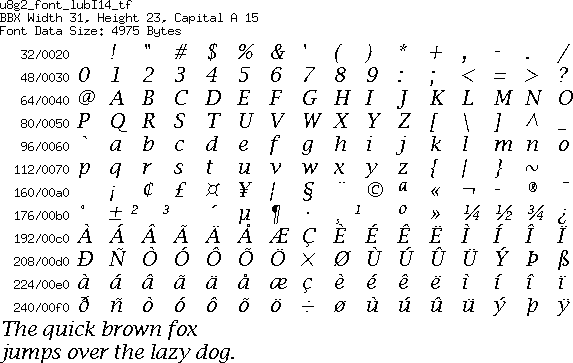 u8g2_font_lubI14_tf
BBX Width 31, Height 23, Capital A 15
Font Data Size: 4975 Bytes
32/0020 ! " # $ % & ' ( ) * + , - . /
48/0030 0 1 2 3 4 5 6 7 8 9 : ; < = > ?
64/0040 @ A B C D E F G H I J K L M N O
80/0050 P Q R S T U V W X Y Z [ \ ] ^ _
96/0060 ` a b c d e f g h i j k l m n o
112/0070 p q r s t u v w x y z { | } ~
160/00a0 ¡ ¢ £ ¤ ¥ | § ¨ © ª « ¬ - ® ¯
176/00b0 ° ± ² ³ ´ µ ¶ · ¸ ¹ º » ¼ ½ ¾ ¿
192/00c0 À Á Â Ã Ä Å Æ Ç È É Ê Ë Ì Í Î Ï
208/00d0 Ð Ñ Ò Ó Ô Õ Ö × Ø Ù Ú Û Ü Ý Þ ß
224/00e0 à á â ã ä å æ ç è é ê ë ì í î ï
240/00f0 ð ñ ò ó ô õ ö ÷ ø ù ú û ü ý þ ÿ
The quick brown fox
jumps over the lazy dog.